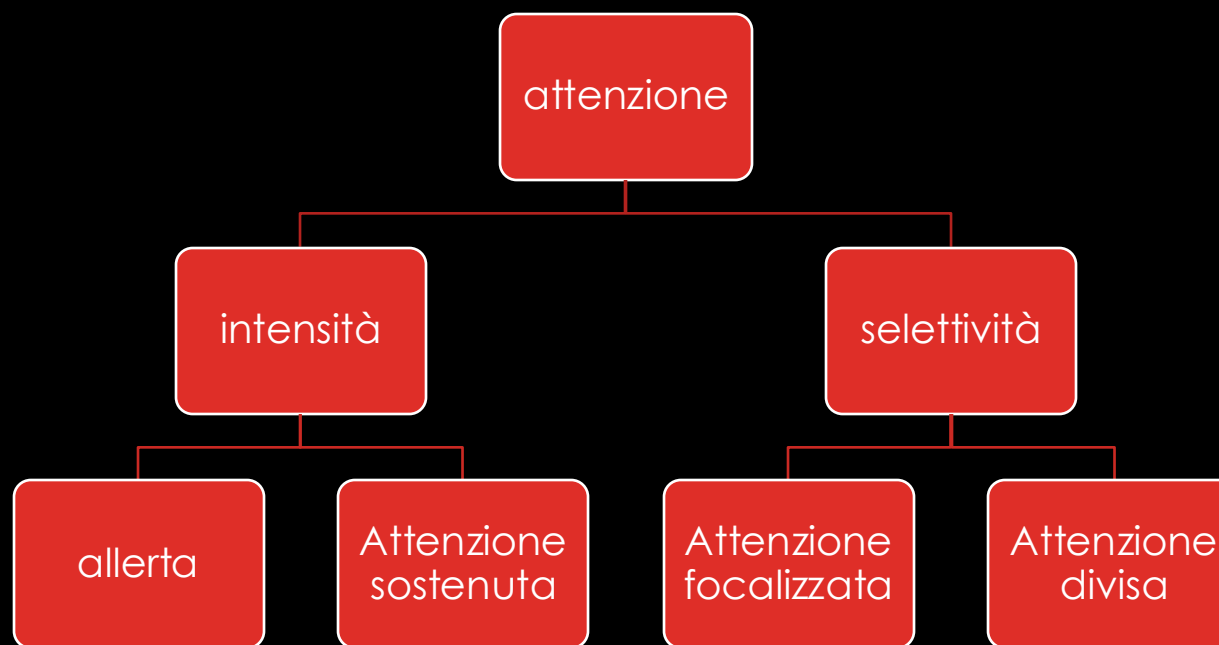 attenzione
intensità
selettività
allerta
Attenzione
sostenuta
Attenzione
focalizzata
Attenzione
divisa